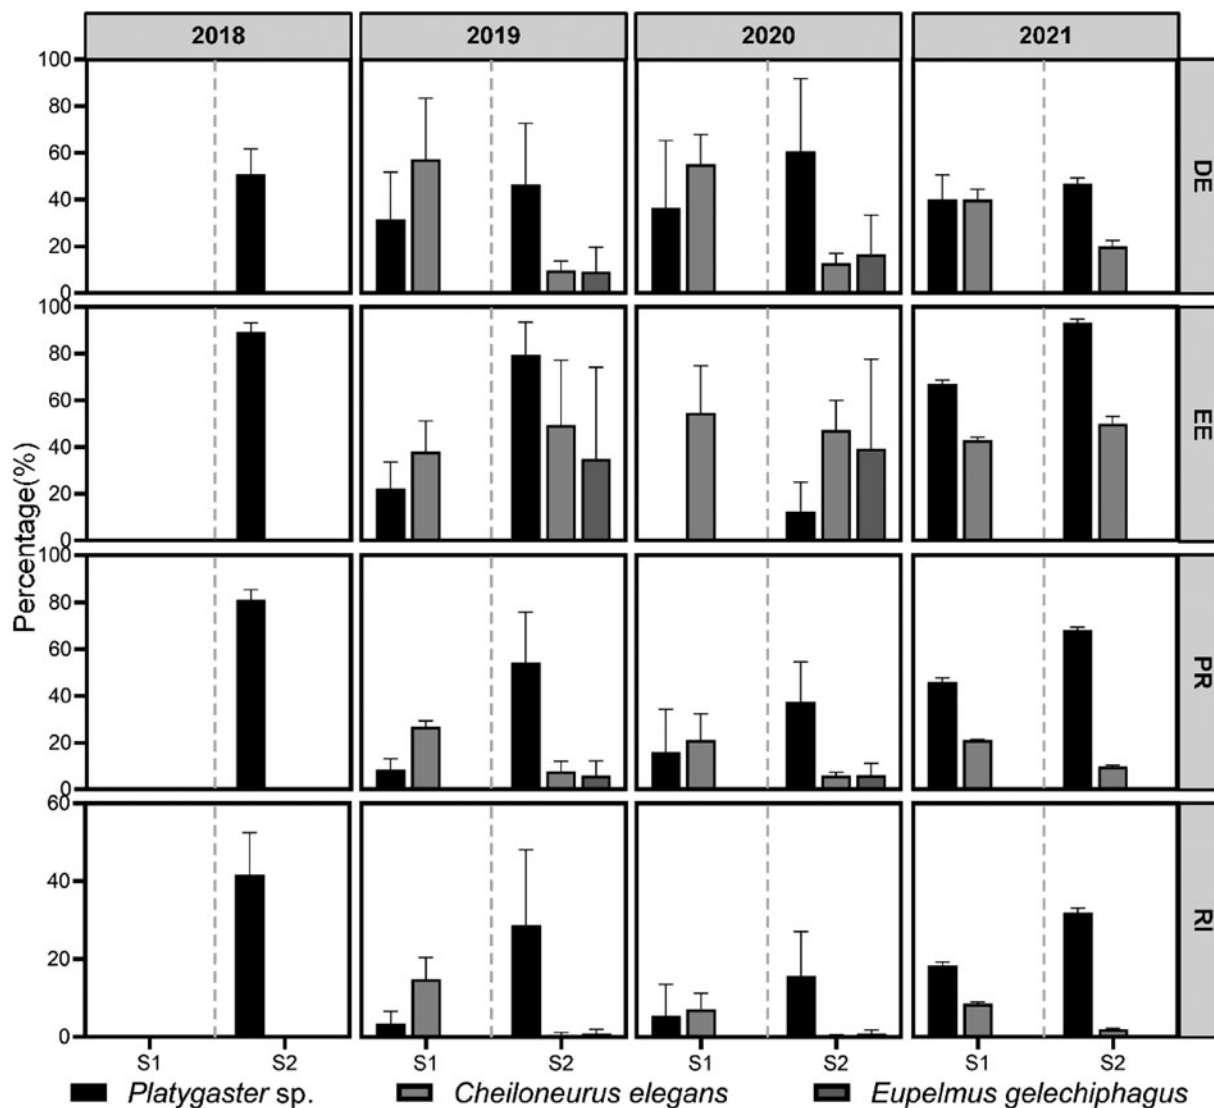 2018 2019 2020 2021
100
80
60
40
20
0
DE
100
80
60
40
20
0
EE
Percentage(%)
100
80
60
40
20
0
PR
60
40
20
0
RI
S1 S2 S1 S2 S1 S2 S1 S2
Platygaster sp. Cheiloneurus elegans Eupelmus gelechiphagus